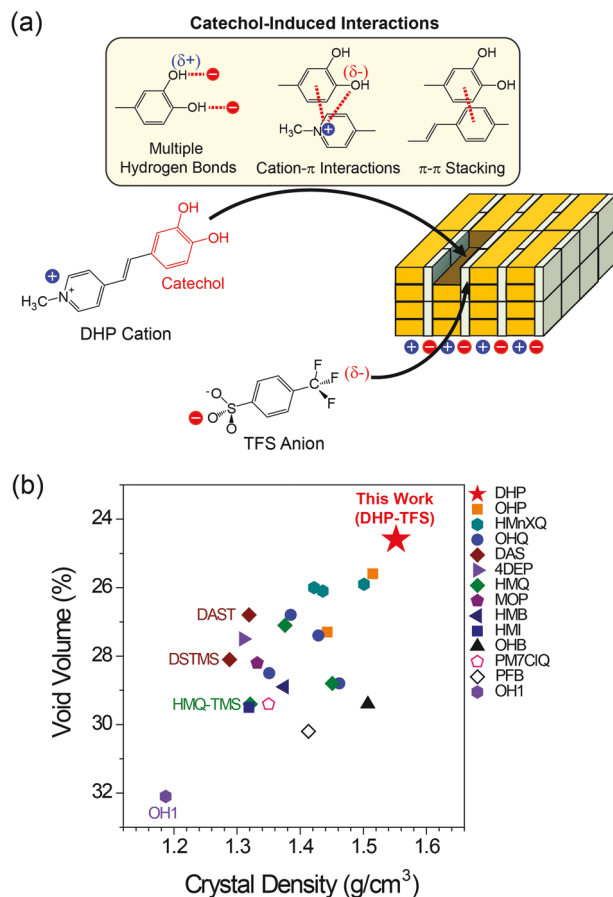 (a)
Catechol-Induced Interactions
(δ+)
OH
OH
Multiple
Hydrogen Bonds
OH
(δ-)
OH
H₃C
N
+
Cation-π Interactions
OH
OH
π-π Stacking
OH
OH
Catechol
+
N⁺
H₃C
DHP Cation
+ − + − + − + −
⁻O
S
O
O
−
F
C
F
F
(δ-)
TFS Anion
(b)
This Work
(DHP-TFS)
DAST
DSTMS
HMQ-TMS
OH1
24
26
28
30
32
Void Volume (%)
1.2 1.3 1.4 1.5 1.6
Crystal Density (g/cm³)
DHP
OHP
HMnXQ
OHQ
DAS
4DEP
HMQ
MOP
HMB
HMI
OHB
PM7ClQ
PFB
OH1